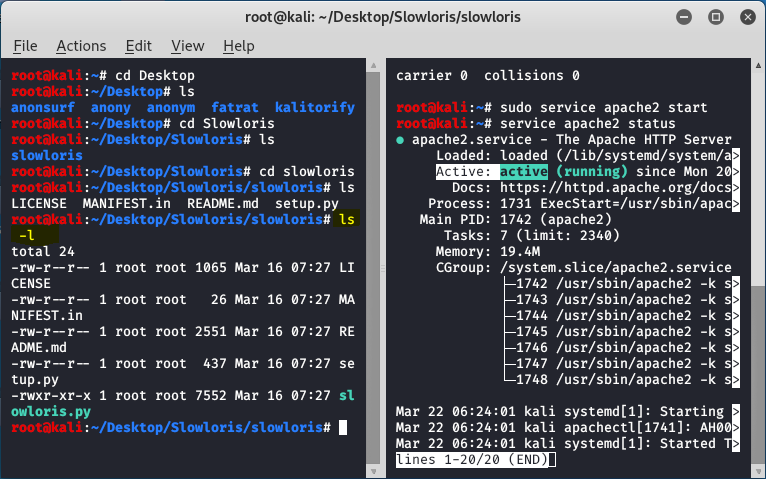 root@kali: ~/Desktop/Slowloris/slowloris
File Actions Edit View Help
root@kali:~# cd Desktop
root@kali:~/Desktop# ls
anonsurf anony anonym fatrat kalitorify
root@kali:~/Desktop# cd Slowloris
root@kali:~/Desktop/Slowloris# ls
slowloris
root@kali:~/Desktop/Slowloris# cd slowloris
root@kali:~/Desktop/Slowloris/slowloris# ls
LICENSE MANIFEST.in README.md setup.py
root@kali:~/Desktop/Slowloris/slowloris# ls
-l
total 24
-rw-r--r-- 1 root root 1065 Mar 16 07:27 LI
CENSE
-rw-r--r-- 1 root root 26 Mar 16 07:27 MA
NIFEST.in
-rw-r--r-- 1 root root 2551 Mar 16 07:27 RE
ADME.md
-rw-r--r-- 1 root root 437 Mar 16 07:27 se
tup.py
-rwxr-xr-x 1 root root 7552 Mar 16 07:27 sl
owloris.py
root@kali:~/Desktop/Slowloris/slowloris#
carrier 0 collisions 0
root@kali:~# sudo service apache2 start
root@kali:~# service apache2 status
● apache2.service - The Apache HTTP Server
Loaded: loaded (/lib/systemd/system/a>
Active: active (running) since Mon 20>
Docs: https://httpd.apache.org/docs>
Process: 1731 ExecStart=/usr/sbin/apac>
Main PID: 1742 (apache2)
Tasks: 7 (limit: 2340)
Memory: 19.4M
CGroup: /system.slice/apache2.service
├─1742 /usr/sbin/apache2 -k s>
├─1743 /usr/sbin/apache2 -k s>
├─1744 /usr/sbin/apache2 -k s>
├─1745 /usr/sbin/apache2 -k s>
├─1746 /usr/sbin/apache2 -k s>
├─1747 /usr/sbin/apache2 -k s>
└─1748 /usr/sbin/apache2 -k s>
Mar 22 06:24:01 kali systemd[1]: Starting >
Mar 22 06:24:01 kali apachectl[1741]: AH00>
Mar 22 06:24:01 kali systemd[1]: Started T>
lines 1-20/20 (END)